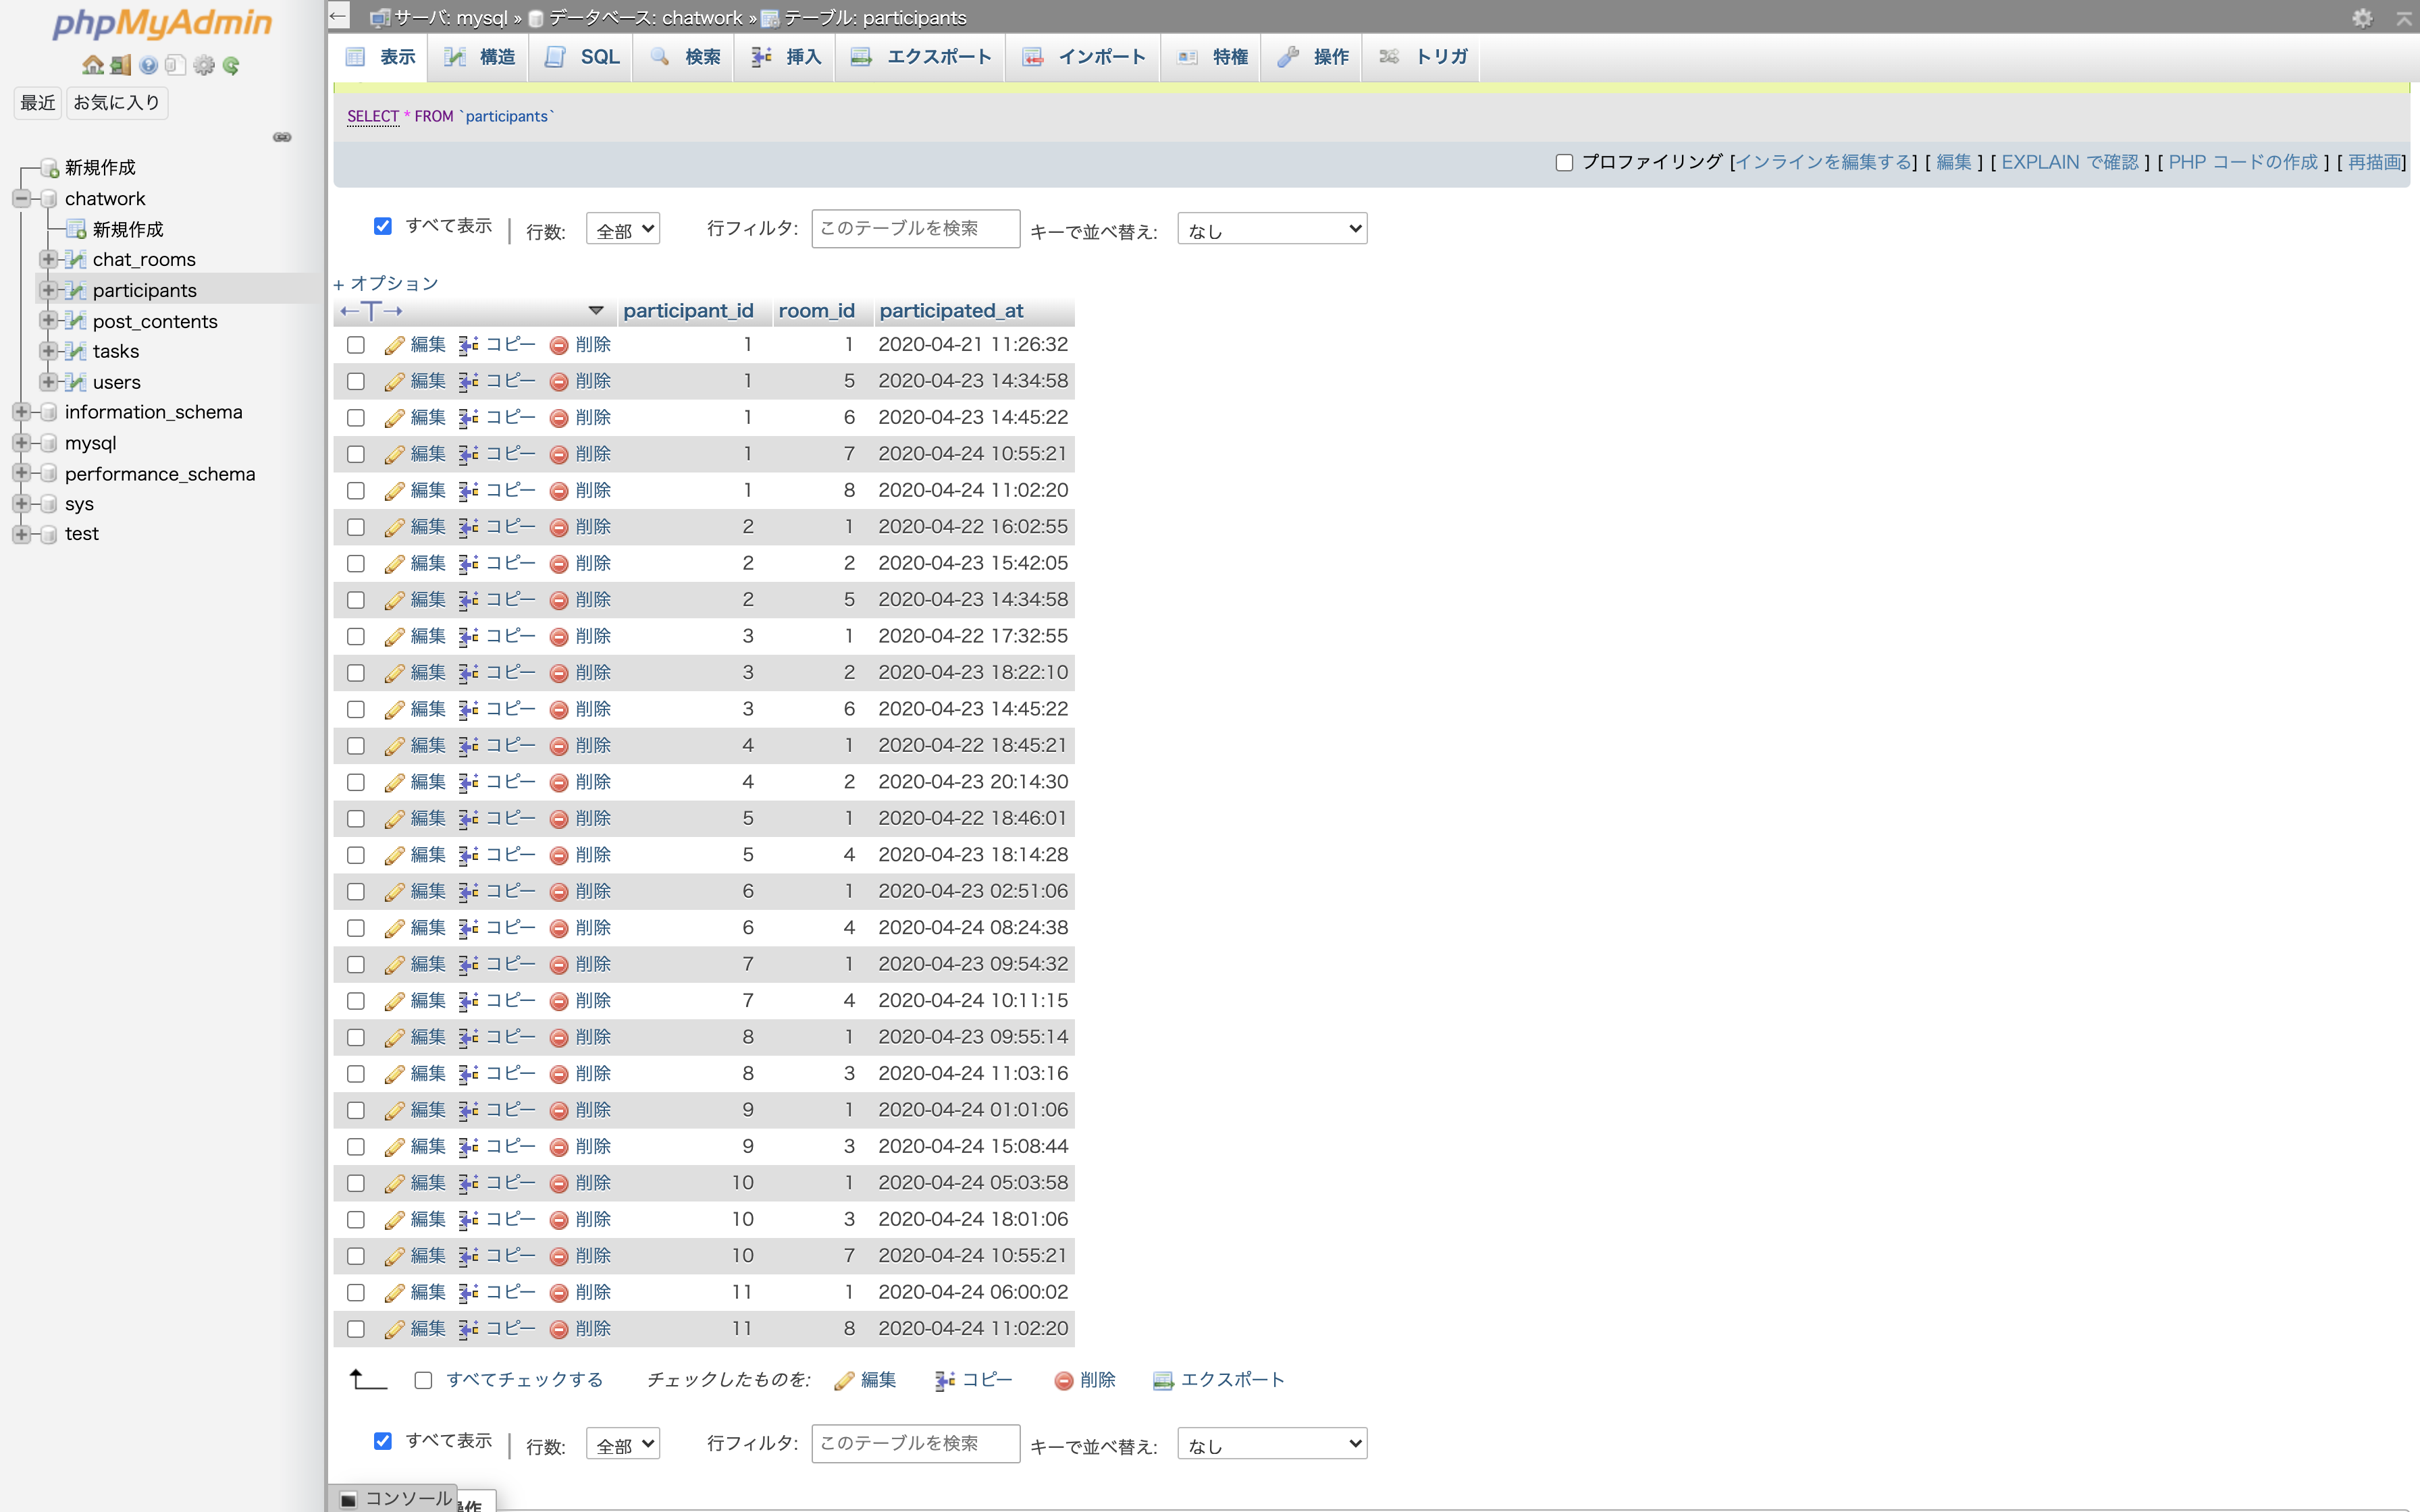 phpMyAdmin
最近 お気に入り
新規作成
chatwork
新規作成
chat_rooms
participants
post_contents
tasks
users
information_schema
mysql
performance_schema
sys
test
← サーバ: mysql » データベース: chatwork » テーブル: participants
表示 構造 SQL 検索 挿入 エクスポート インポート 特権 操作 トリガ
SELECT * FROM `participants`
プロファイリング [インラインを編集する] [ 編集 ] [ EXPLAIN で確認 ] [ PHP コードの作成 ] [ 再描画]
すべて表示 | 行数: 全部 行フィルタ: このテーブルを検索 キーで並べ替え: なし
+ オプション
←T→ participant_id room_id participated_at
編集 コピー 削除 1 1 2020-04-21 11:26:32
編集 コピー 削除 1 5 2020-04-23 14:34:58
編集 コピー 削除 1 6 2020-04-23 14:45:22
編集 コピー 削除 1 7 2020-04-24 10:55:21
編集 コピー 削除 1 8 2020-04-24 11:02:20
編集 コピー 削除 2 1 2020-04-22 16:02:55
編集 コピー 削除 2 2 2020-04-23 15:42:05
編集 コピー 削除 2 5 2020-04-23 14:34:58
編集 コピー 削除 3 1 2020-04-22 17:32:55
編集 コピー 削除 3 2 2020-04-23 18:22:10
編集 コピー 削除 3 6 2020-04-23 14:45:22
編集 コピー 削除 4 1 2020-04-22 18:45:21
編集 コピー 削除 4 2 2020-04-23 20:14:30
編集 コピー 削除 5 1 2020-04-22 18:46:01
編集 コピー 削除 5 4 2020-04-23 18:14:28
編集 コピー 削除 6 1 2020-04-23 02:51:06
編集 コピー 削除 6 4 2020-04-24 08:24:38
編集 コピー 削除 7 1 2020-04-23 09:54:32
編集 コピー 削除 7 4 2020-04-24 10:11:15
編集 コピー 削除 8 1 2020-04-23 09:55:14
編集 コピー 削除 8 3 2020-04-24 11:03:16
編集 コピー 削除 9 1 2020-04-24 01:01:06
編集 コピー 削除 9 3 2020-04-24 15:08:44
編集 コピー 削除 10 1 2020-04-24 05:03:58
編集 コピー 削除 10 3 2020-04-24 18:01:06
編集 コピー 削除 10 7 2020-04-24 10:55:21
編集 コピー 削除 11 1 2020-04-24 06:00:02
編集 コピー 削除 11 8 2020-04-24 11:02:20
すべてチェックする チェックしたものを: 編集 コピー 削除 エクスポート
すべて表示 | 行数: 全部 行フィルタ: このテーブルを検索 キーで並べ替え: なし
コンソール